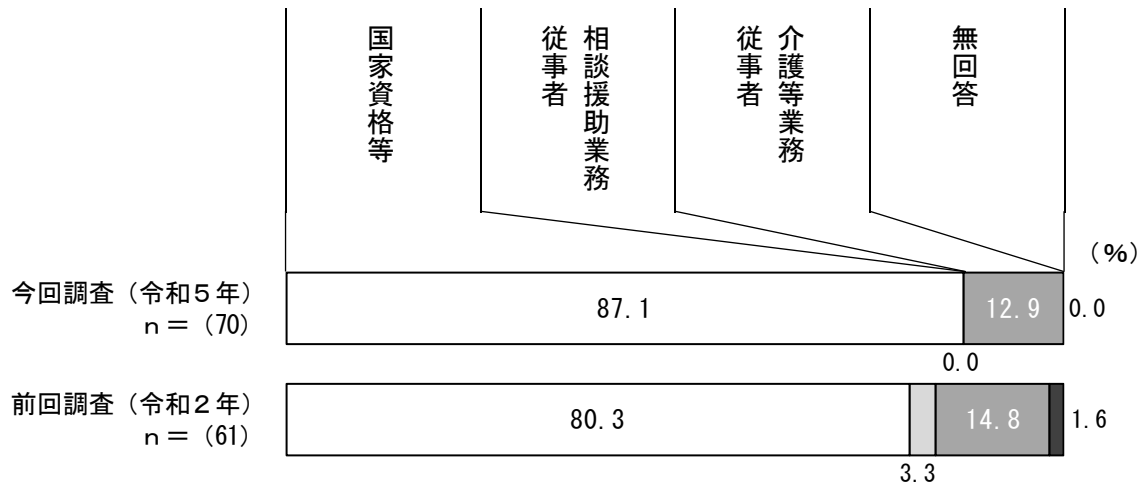 国家資格等
相談援助業務
従事者
介護等業務
従事者
無回答
（％）
今回調査（令和５年）
ｎ＝（70）
87.1
12.9
0.0
0.0
前回調査（令和２年）
ｎ＝（61）
80.3
14.8
1.6
3.3